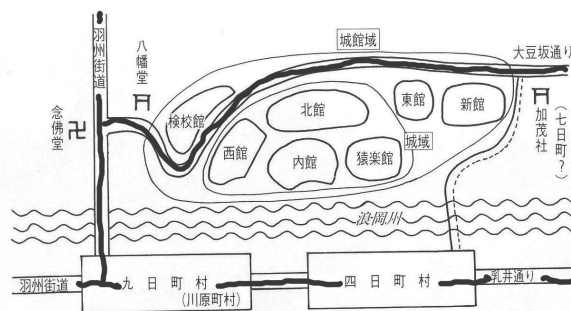 羽州街道
八幡堂
卍
念佛堂
城館域
大豆坂通り
検校館
北館
東館
新館
西館
内館
猿楽館
城域
加茂社
(七日町?)
浪岡州
羽州街道
九日町村
(川原町村)
四日町村
乳井通り